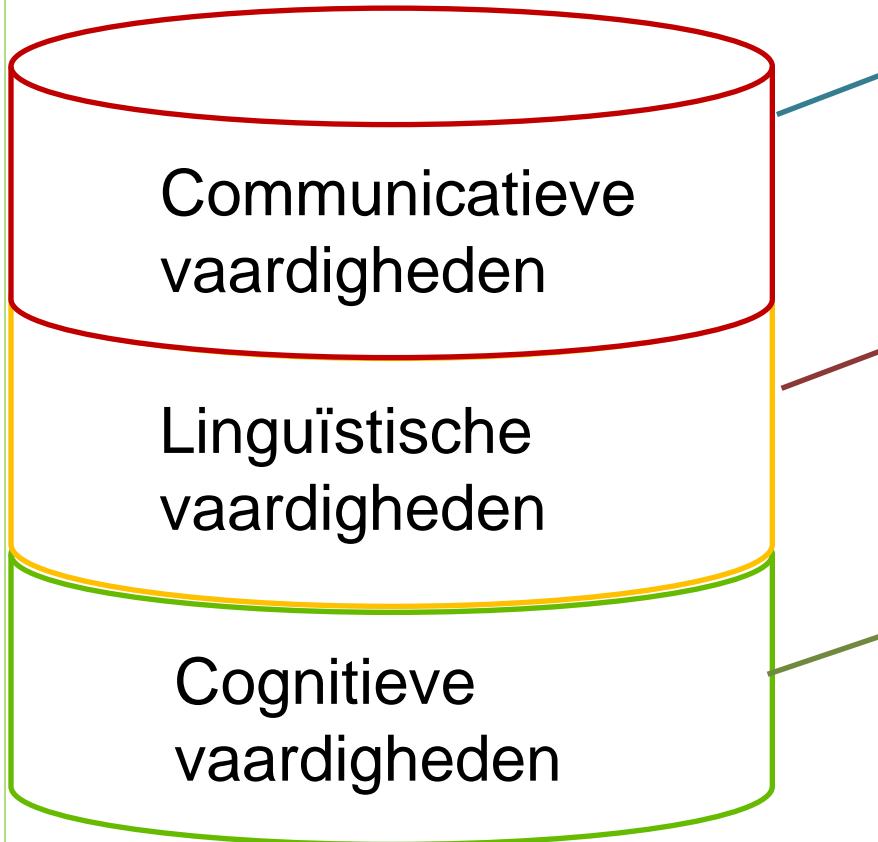 Communicatieve
vaardigheden
Linguïstische
vaardigheden
Cognitieve
vaardigheden